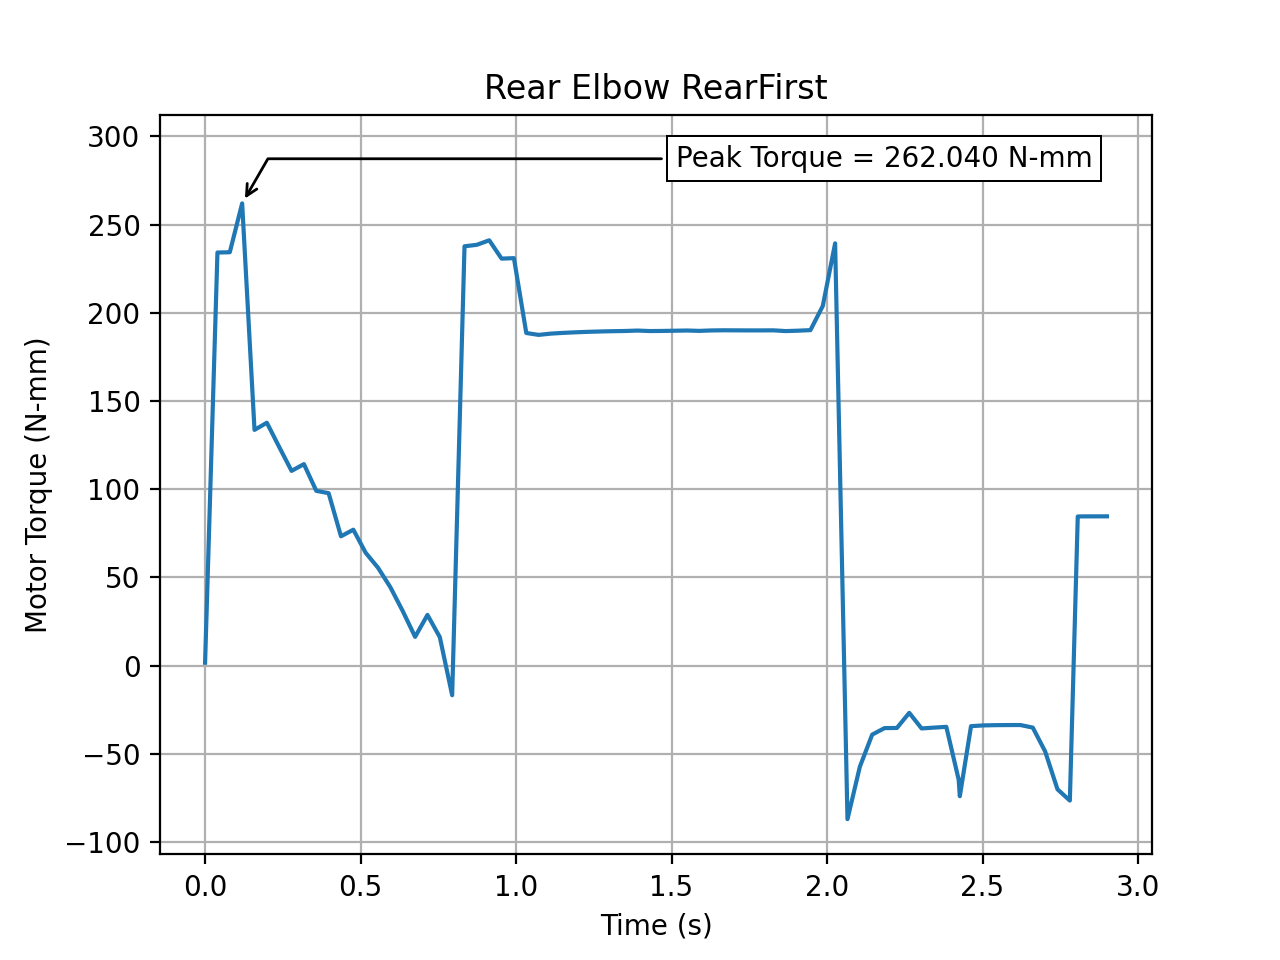 Rear Elbow RearFirst
Peak Torque = 262.040 N-mm
Motor Torque (N-mm)
300
250
200
150
100
50
0
−50
−100
0.0 0.5 1.0 1.5 2.0 2.5 3.0
Time (s)